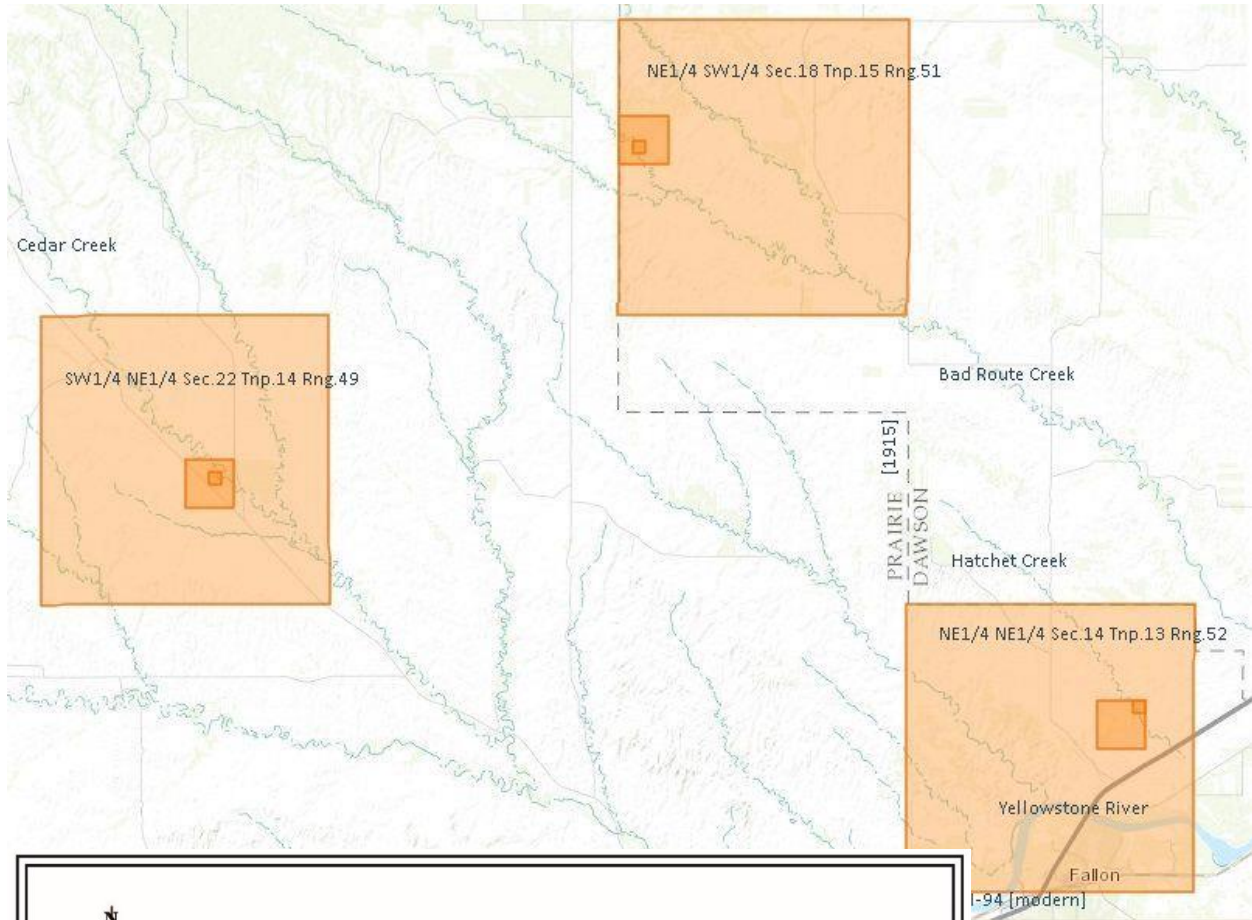 NE1/4 SW1/4 Sec.18 Tnp.15 Rng.51
Cedar Creek
SW1/4 NE1/4 Sec.22 Tnp.14 Rng.49
Bad Route Creek
[1915]
PRAIRIE
DAWSON
Hatchet Creek
NE1/4 NE1/4 Sec.14 Tnp.13 Rng.52
Yellowstone River
Fallon
I-94 [modern]
N